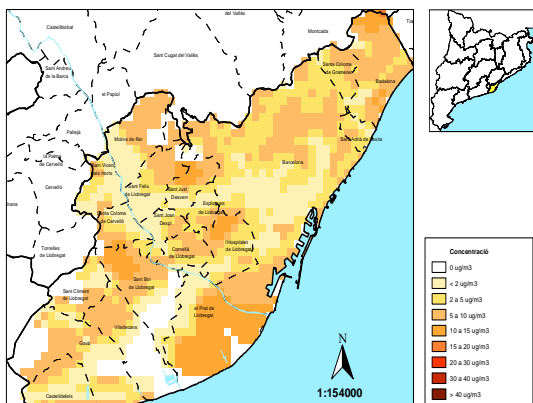 del Vallès
Castellbisbal
Montcada
Tia
Sant Cugat del Vallès
Sant Andreu
de la Barca
Santa Coloma
de Gramenet
Badalona
el Papiol
Pallejà
Molins de Rei
Sant Adrià de Besòs
la Palma
de Cervelló
Sant Vicenç
dels Horts
Barcelona
Cervelló
Sant Feliu
de Llobregat
Sant Just
Desvern
Esplugues
de Llobregat
Santa Coloma
de Cervelló
Sant Joan
Despí
Torrelles
de Llobregat
Cornellà
de Llobregat
l'Hospitalet
de Llobregat
Sant Boi
de Llobregat
Sant Climent
de Llobregat
el Prat de
Llobregat
Viladecans
Gavà
Castelldefels
N
1:154000
Concentració
0 ug/m3
< 2 ug/m3
2 a 5 ug/m3
5 a 10 ug/m3
10 a 15 ug/m3
15 a 20 ug/m3
20 a 30 ug/m3
30 a 40 ug/m3
> 40 ug/m3